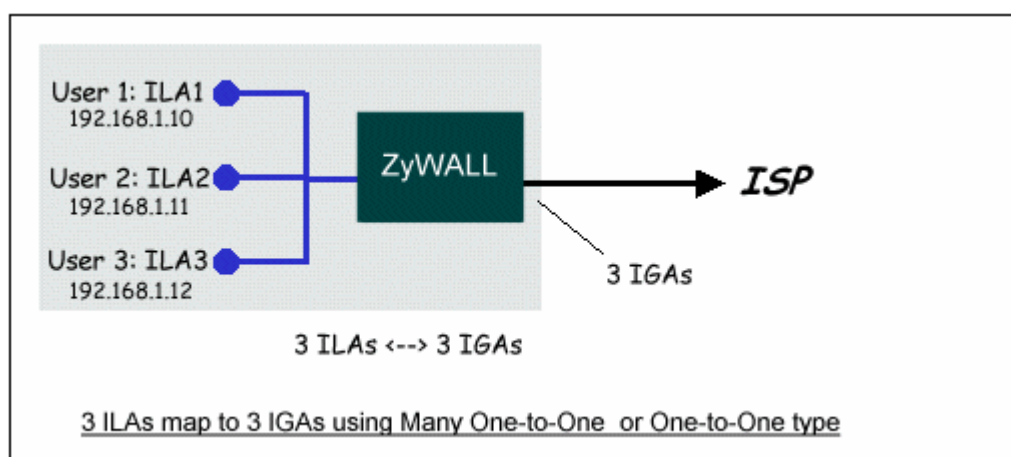 User 1: ILA1
192.168.1.10
User 2: ILA2
192.168.1.11
User 3: ILA3
192.168.1.12
ZyWALL
ISP
3 IGAs
3 ILAs <--> 3 IGAs
3 ILAs map to 3 IGAs using Many One-to-One or One-to-One type